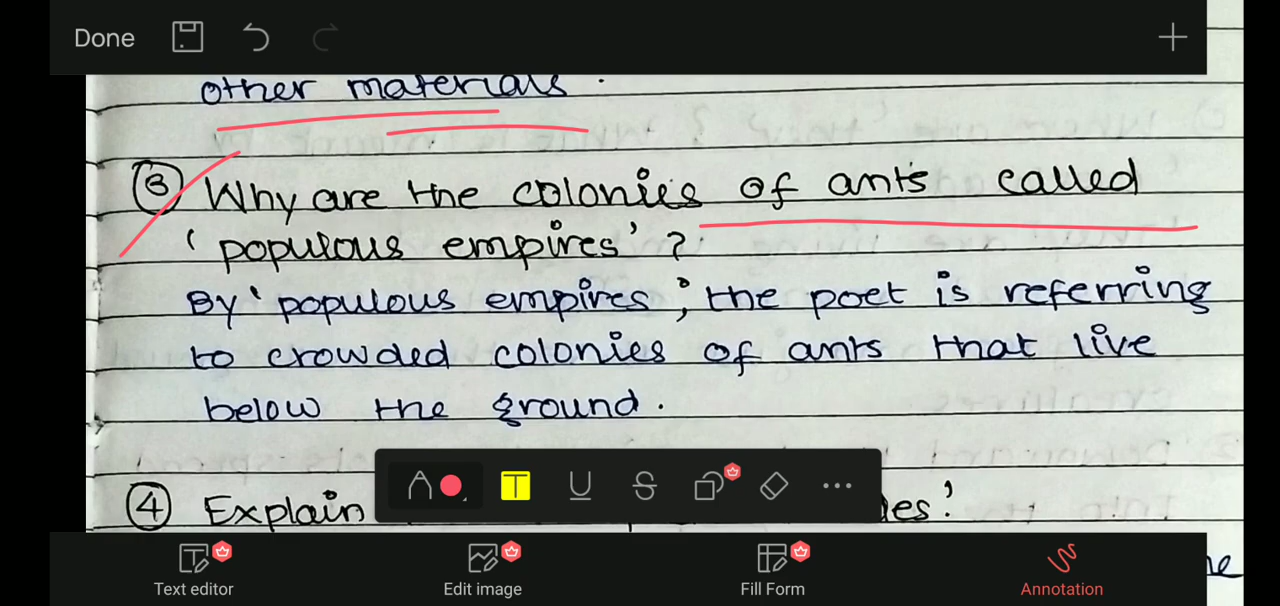 Done
other materials.
③ Why are the colonies of ants called
'populous empires'?
By 'populous empires', the poet is referring
to crowded colonies of ants that live
below the ground.
④ Explain
T U S
Text editor Edit image Fill Form Annotation